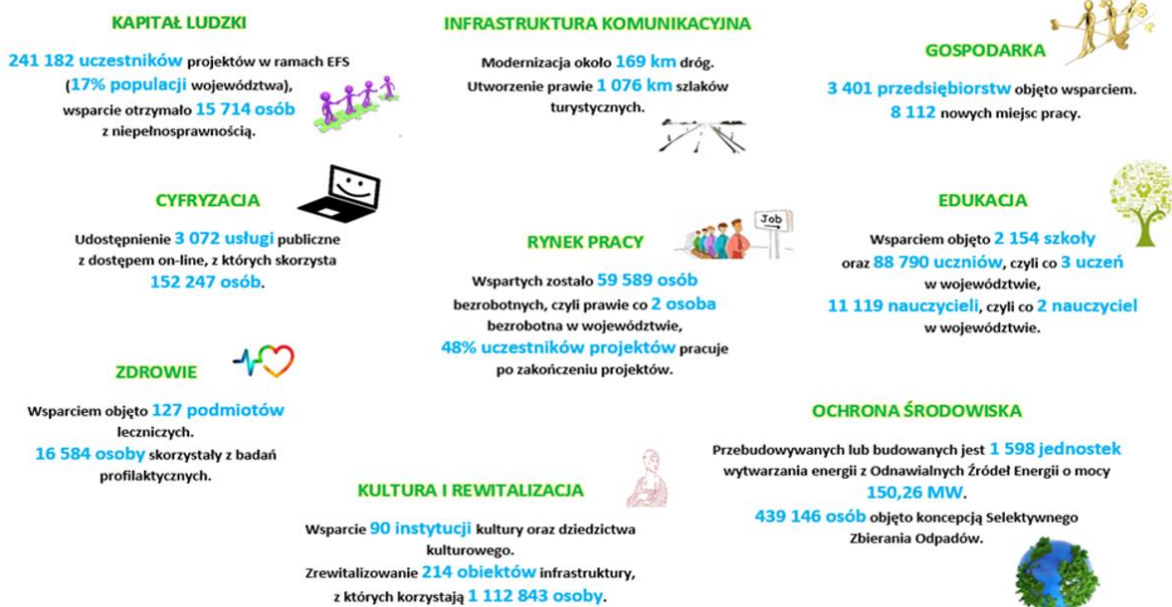 KAPITAŁ LUDZKI
241 182 uczestników projektów w ramach EFS
(17% populacji województwa),
wsparcie otrzymało 15 714 osób
z niepełnosprawnością.
INFRASTRUKTURA KOMUNIKACYJNA
Modernizacja około 169 km dróg.
Utworzenie prawie 1 076 km szlaków
turystycznych.
GOSPODARKA
3 401 przedsiębiorstw objęto wsparciem.
8 112 nowych miejsc pracy.
CYFRYZACJA
Udostępnienie 3 072 usługi publiczne
z dostępem on-line, z których skorzysta
152 247 osób.
RYNEK PRACY
Job
Wspartych zostało 59 589 osób
bezrobotnych, czyli prawie co 2 osoba
bezrobotna w województwie,
48% uczestników projektów pracuje
po zakończeniu projektów.
EDUKACJA
Wsparciem objęto 2 154 szkoły
oraz 88 790 uczniów, czyli co 3 uczeń
w województwie,
11 119 nauczycieli, czyli co 2 nauczyciel
w województwie.
ZDROWIE
Wsparciem objęto 127 podmiotów
leczniczych.
16 584 osoby skorzystały z badań
profilaktycznych.
KULTURA I REWITALIZACJA
Wsparcie 90 instytucji kultury oraz dziedzictwa
kulturowego.
Zrewitalizowanie 214 obiektów infrastruktury,
z których korzystają 1 112 843 osoby.
OCHRONA ŚRODOWISKA
Przebudowywanych lub budowanych jest 1 598 jednostek
wytwarzania energii z Odnawialnych Źródeł Energii o mocy
150,26 MW.
439 146 osób objęto koncepcją Selektywnego
Zbierania Odpadów.